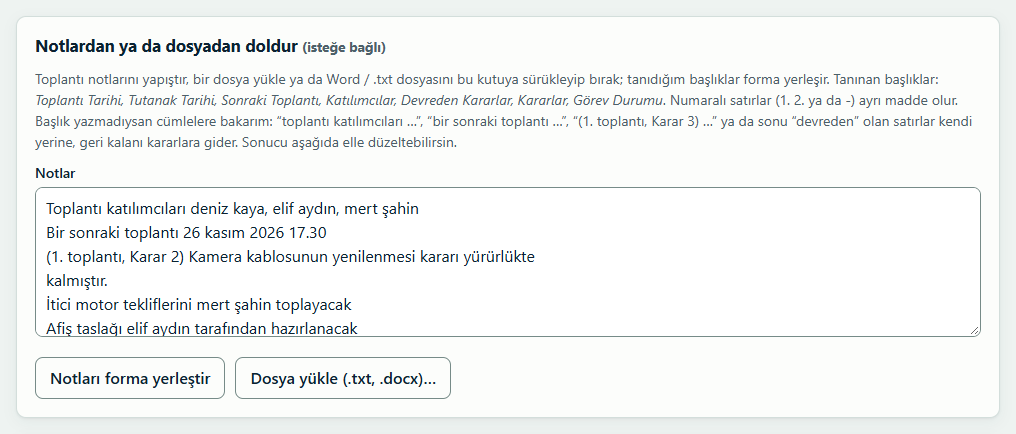 Notlardan ya da dosyadan doldur (isteğe bağlı)
Toplantı notlarını yapıştır, bir dosya yükle ya da Word / .txt dosyasını bu kutuya sürükleyip bırak; tanıdığım başlıklar forma yerleşir. Tanınan başlıklar:
Toplantı Tarihi, Tutanak Tarihi, Sonraki Toplantı, Katılımcılar, Devreden Kararlar, Kararlar, Görev Durumu. Numaralı satırlar (1. 2. ya da -) ayrı madde olur.
Başlık yazmadıysan cümlelere bakarım: “toplantı katılımcıları …”, “bir sonraki toplantı …”, “(1. toplantı, Karar 3) …” ya da sonu “devreden” olan satırlar kendi
yerine, geri kalanı kararlara gider. Sonucu aşağıda elle düzeltebilirsin.
Notlar
Toplantı katılımcıları deniz kaya, elif aydın, mert şahin
Bir sonraki toplantı 26 kasım 2026 17.30
(1. toplantı, Karar 2) Kamera kablosunun yenilenmesi kararı yürürlükte
kalmıştır.
İtici motor tekliflerini mert şahin toplayacak
Afiş taslağı elif aydın tarafından hazırlanacak
Notları forma yerleştir
Dosya yükle (.txt, .docx)…